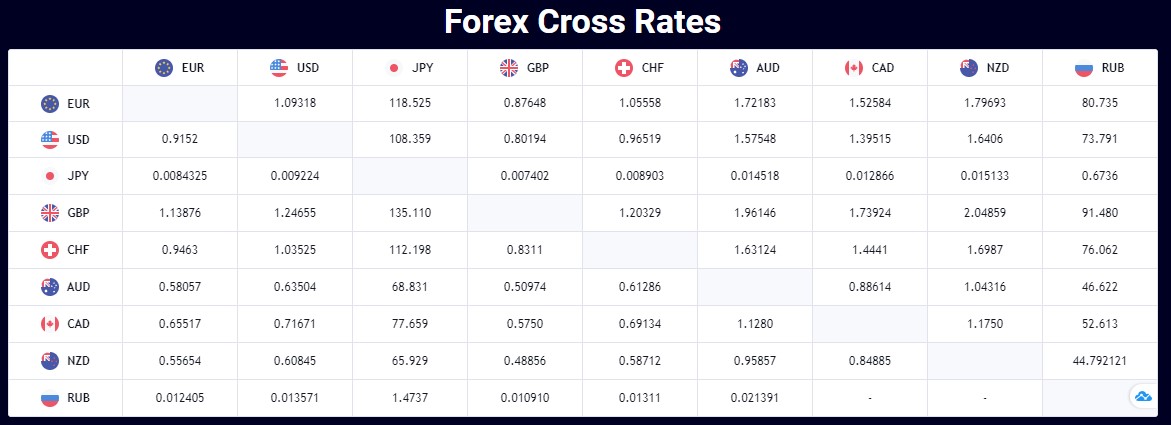 Forex Cross Rates
EUR USD JPY GBP CHF AUD CAD NZD RUB
EUR 1.09318 118.525 0.87648 1.05558 1.72183 1.52584 1.79693 80.735
USD 0.9152 108.359 0.80194 0.96519 1.57548 1.39515 1.6406 73.791
JPY 0.0084325 0.009224 0.007402 0.008903 0.014518 0.012866 0.015133 0.6736
GBP 1.13876 1.24655 135.110 1.20329 1.96146 1.73924 2.04859 91.480
CHF 0.9463 1.03525 112.198 0.8311 1.63124 1.4441 1.6987 76.062
AUD 0.58057 0.63504 68.831 0.50974 0.61286 0.88614 1.04316 46.622
CAD 0.65517 0.71671 77.659 0.5750 0.69134 1.1280 1.1750 52.613
NZD 0.55654 0.60845 65.929 0.48856 0.58712 0.95857 0.84885 44.792121
RUB 0.012405 0.013571 1.4737 0.010910 0.01311 0.021391 - -